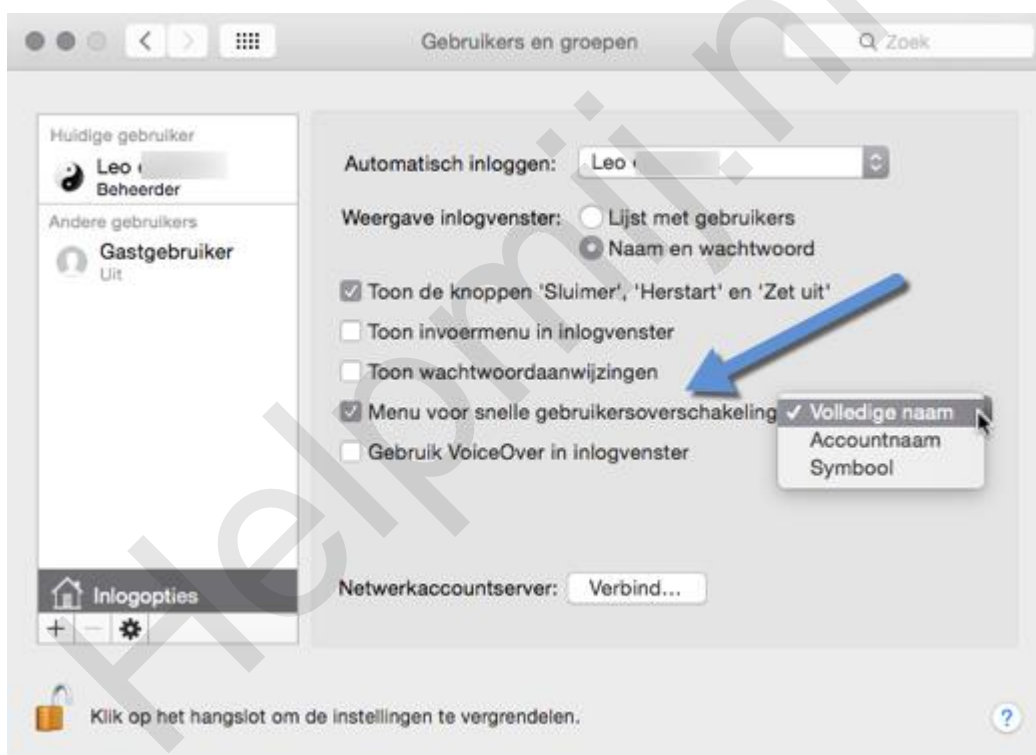 Gebruikers en groepen
Zoek
Huidige gebruiker
Leo
Beheerder
Andere gebruikers
Gastgebruiker
Uit
Inlogopties
Automatisch inloggen: Leo
Weergave inlogvenster: Lijst met gebruikers
Naam en wachtwoord
Toon de knoppen 'Sluimer', 'Herstart' en 'Zet uit'
Toon invoermenu in inlogvenster
Toon wachtwoordaanwijzingen
Menu voor snelle gebruikersoverschakeling
Volledige naam
Accountnaam
Symbool
Gebruik VoiceOver in inlogvenster
Netwerkaccountserver: Verbind...
Klik op het hangslot om de instellingen te vergrendelen.
?